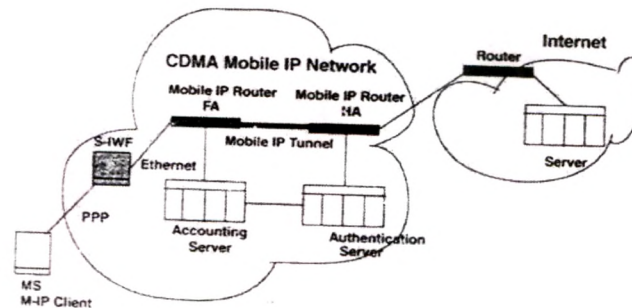 Internet
Router
CDMA Mobile IP Network
Mobile IP Router
FA
Mobile IP Router
HA
Mobile IP Tunnel
S-IWF
Ethernet
Server
PPP
Accounting
Server
Authentication
Server
MS
M-IP Client